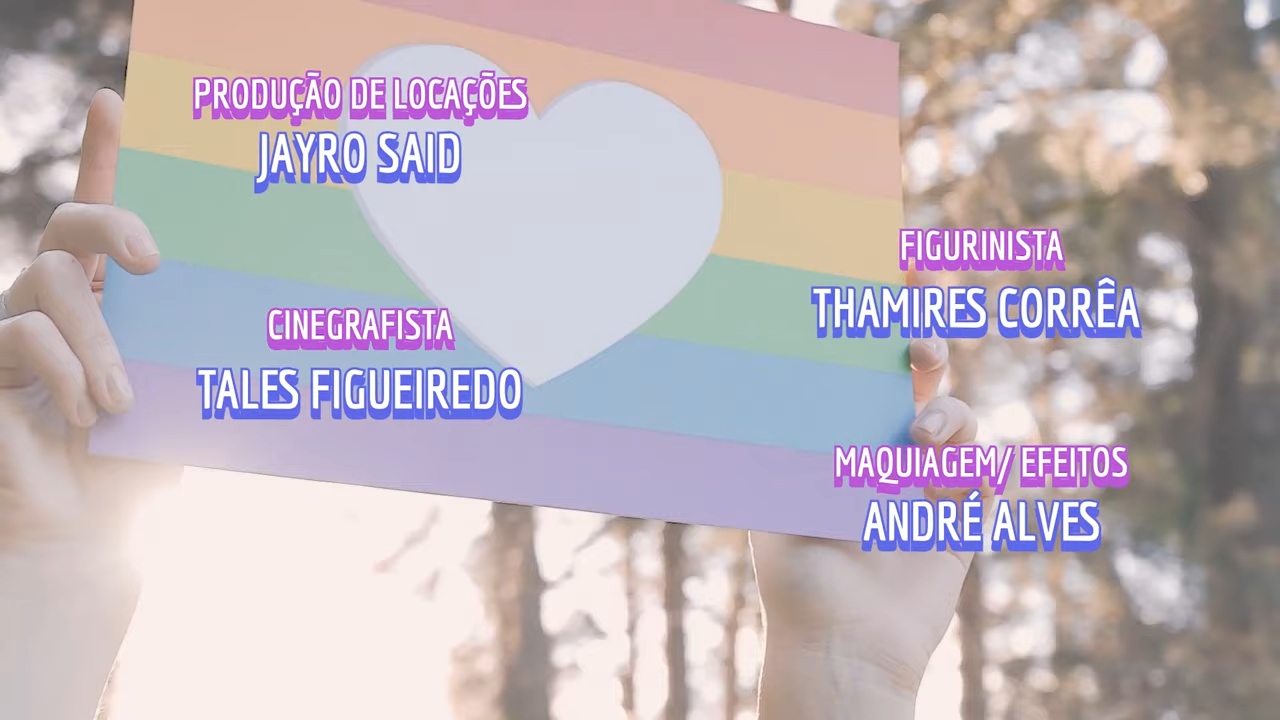 PRODUÇÃO DE LOCAÇÕES
JAYRO SAID
CINEGRAFISTA
TALES FIGUEIREDO
FIGURINISTA
THAMIRES CORRÊA
MAQUIAGEM/ EFEITOS
ANDRÉ ALVES